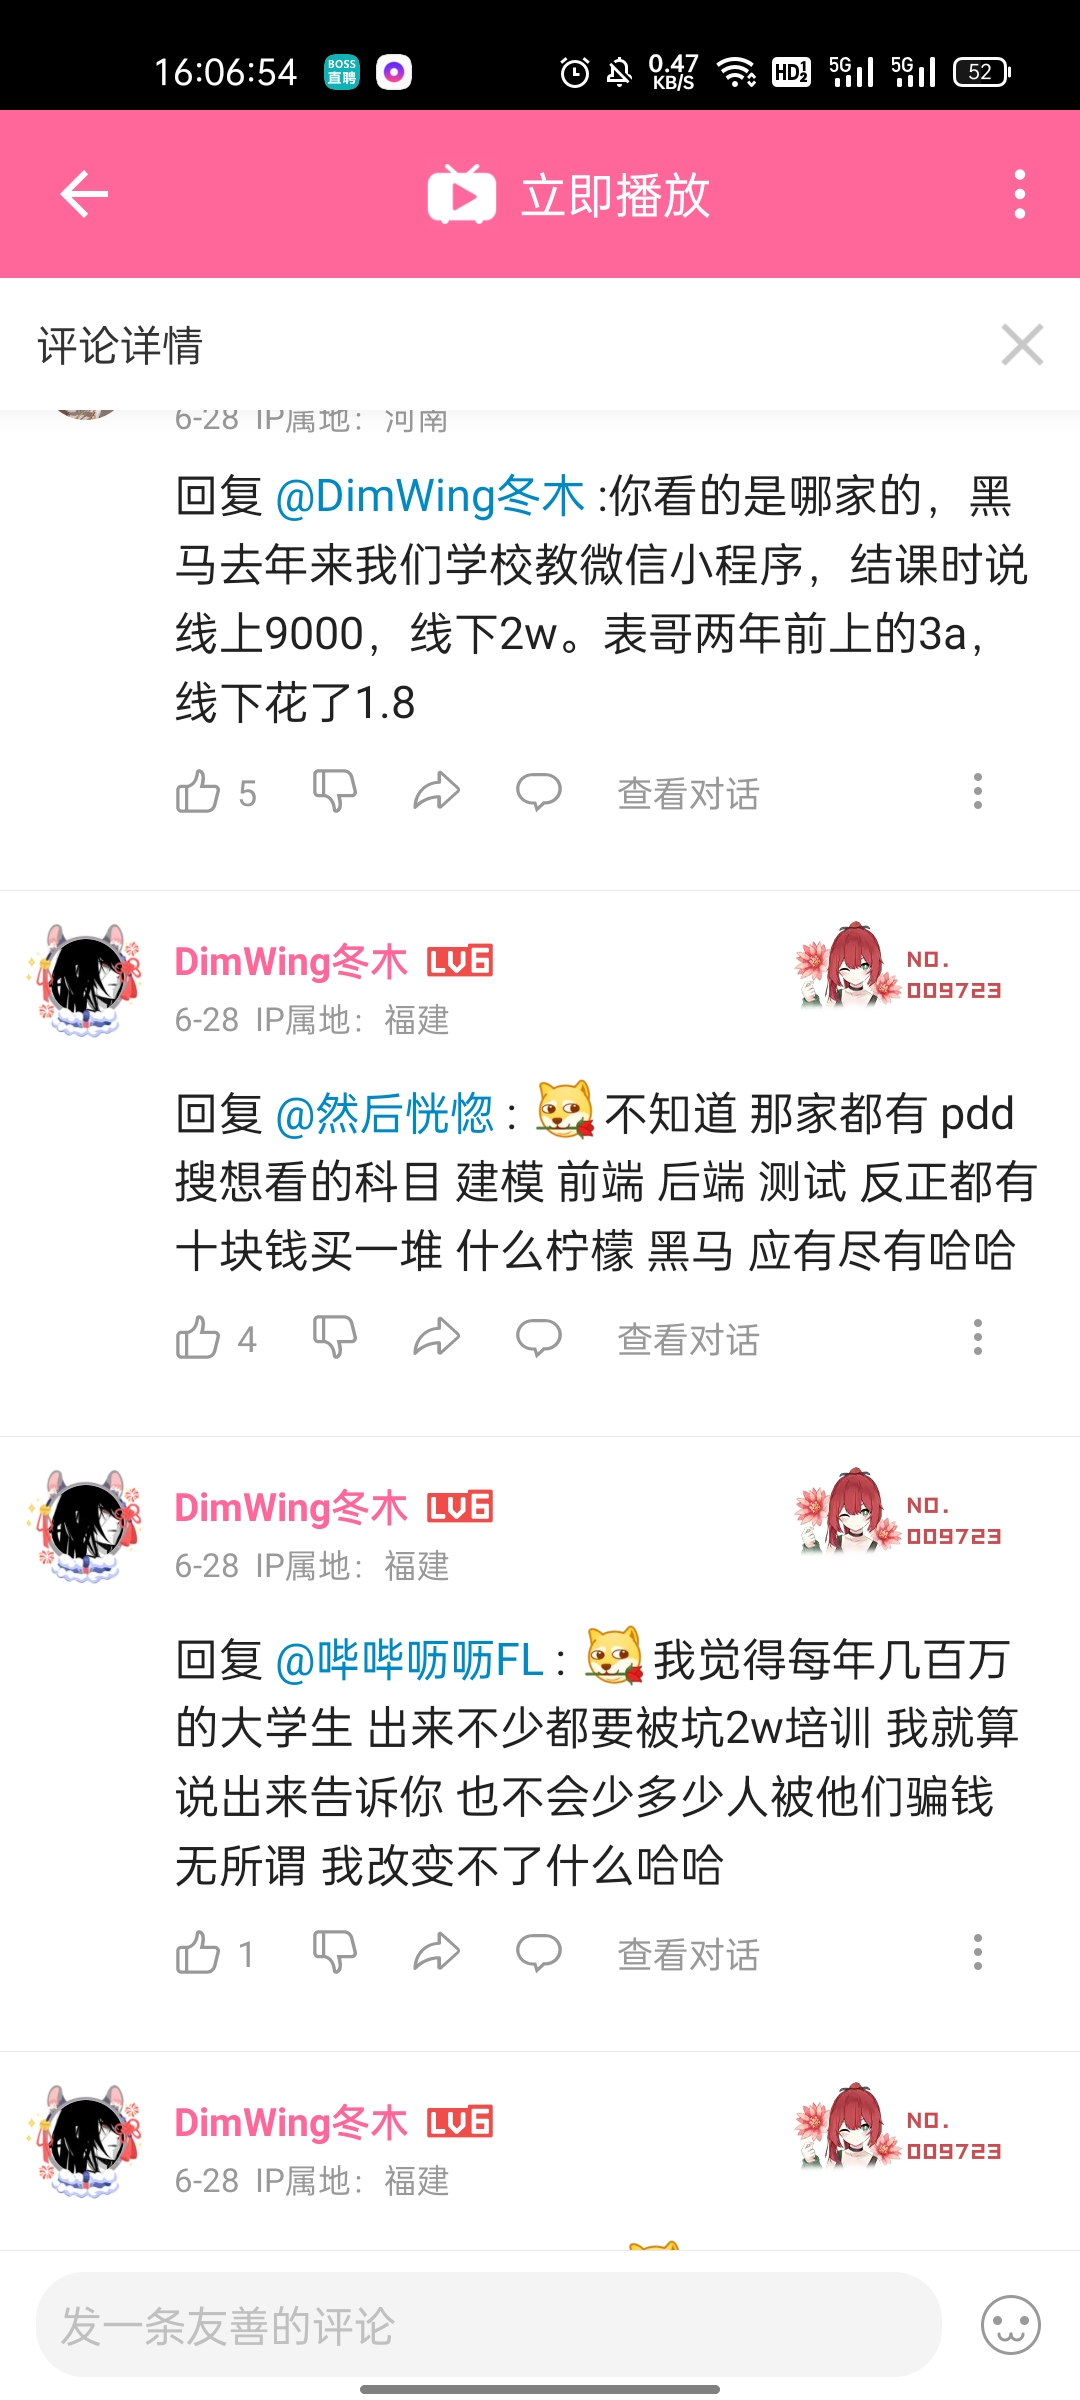 16:06:54
BOSS
直聘
0.47
KB/S
HD1
2
5G
5G
52
立即播放
评论详情
6-28 IP属地：河南
回复 @DimWing冬木 :你看的是哪家的，黑
马去年来我们学校教微信小程序，结课时说
线上9000，线下2w。表哥两年前上的3a，
线下花了1.8
5
查看对话
DimWing冬木 LV6
NO.
009723
6-28 IP属地：福建
回复 @然后恍惚 : 不知道 那家都有 pdd
搜想看的科目 建模 前端 后端 测试 反正都有
十块钱买一堆 什么柠檬 黑马 应有尽有哈哈
4
查看对话
DimWing冬木 LV6
NO.
009723
6-28 IP属地：福建
回复 @哔哔呖呖FL : 我觉得每年几百万
的大学生 出来不少都要被坑2w培训 我就算
说出来告诉你 也不会少多少人被他们骗钱
无所谓 我改变不了什么哈哈
1
查看对话
DimWing冬木 LV6
NO.
009723
6-28 IP属地：福建
发一条友善的评论